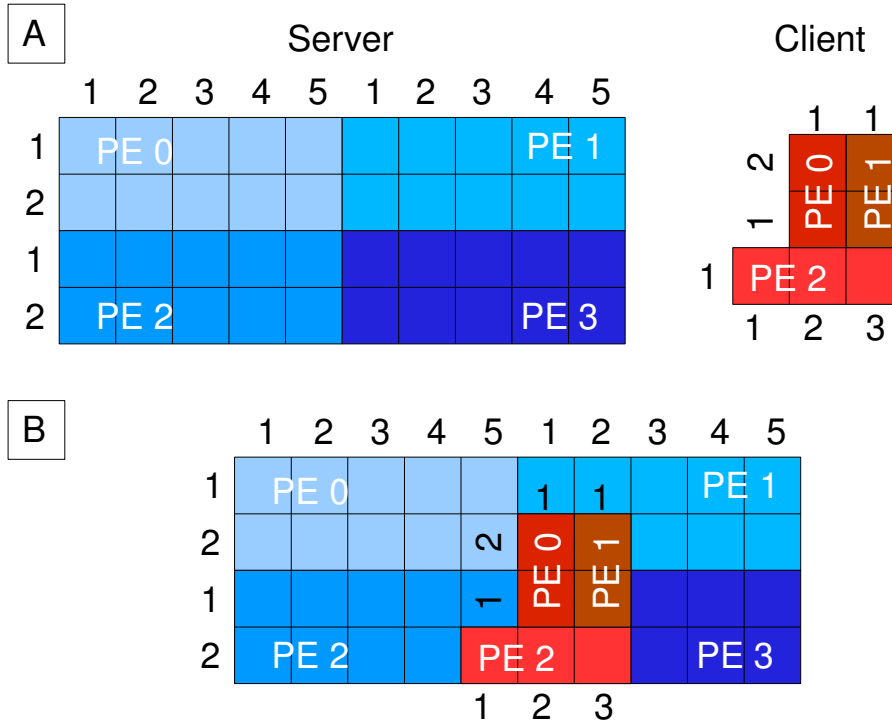 A
Server
Client
1 2 3 4 5 1 2 3 4 5
1 PE 0 PE 1
2
1
2 PE 2 PE 3
1 1
2 PE 0 PE 1
1
1 PE 2
1 2 3
B
1 2 3 4 5 1 2 3 4 5
1 PE 0 1 1 PE 1
2 2 PE 0 PE 1
1 1
2 PE 2 PE 2 PE 3
1 2 3